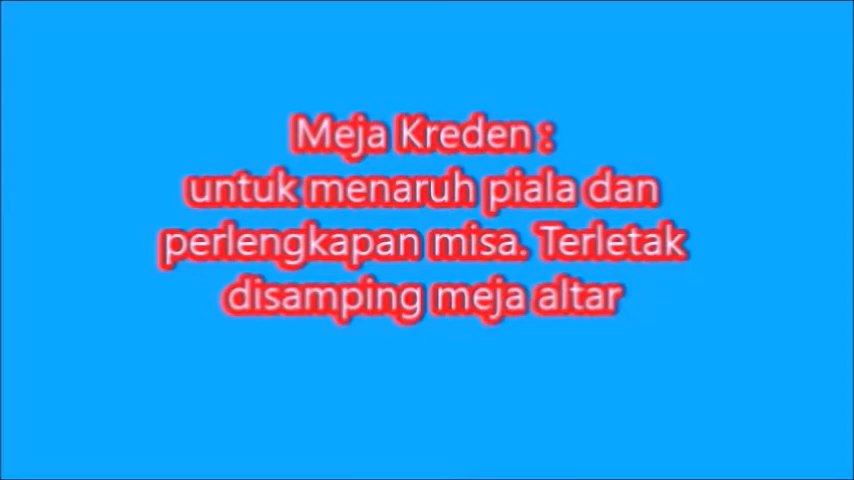 Meja Kreden :
untuk menaruh piala dan
perlengkapan misa. Terletak
disamping meja altar